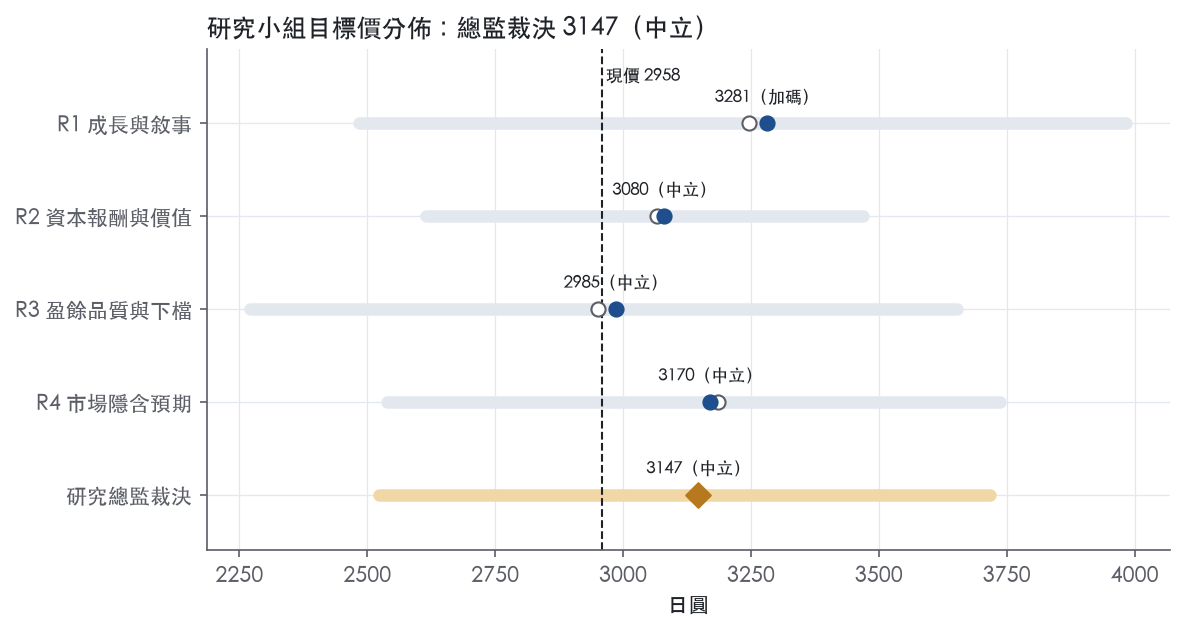 研究小組目標價分佈：總監裁決 3147（中立）
現價 2958
R1 成長與敘事
3281（加碼）
R2 資本報酬與價值
3080（中立）
R3 盈餘品質與下檔
2985（中立）
R4 市場隱含預期
3170（中立）
研究總監裁決
3147（中立）
2250 2500 2750 3000 3250 3500 3750 4000
日圓